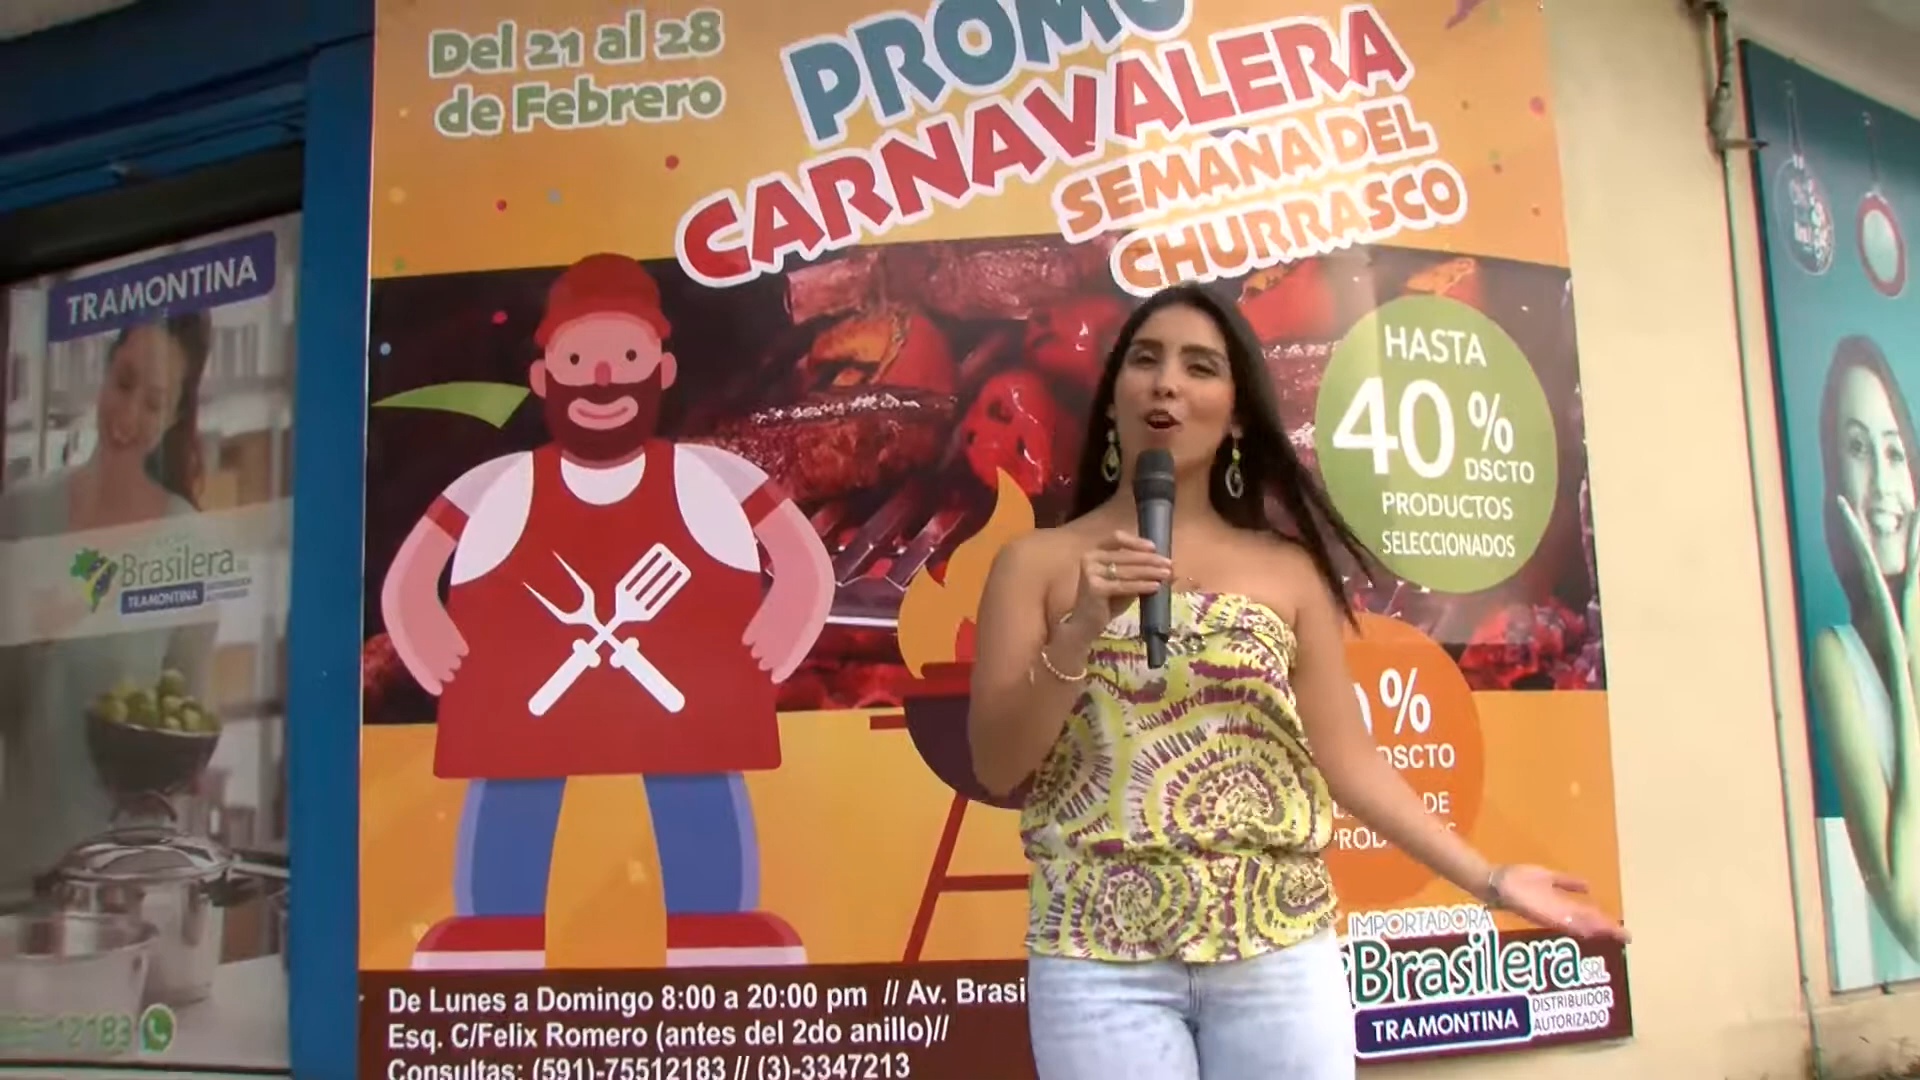 Del 21 al 28
de Febrero
PROMO
CARNAVALERA
SEMANA DEL
CHURRASCO
TRAMONTINA
HASTA
40 %
DSCTO
PRODUCTOS
SELECCIONADOS
Brasilera
TRAMONTINA
%
DSCTO
DE
IMPORTADORA
Brasilera SRL
TRAMONTINA
DISTRIBUIDOR
AUTORIZADO
De Lunes a Domingo 8:00 a 20:00 pm // Av. Brasi
Esq. C/Felix Romero (antes del 2do anillo)//
Consultas: (591)-75512183 // (3)-3347213
12183